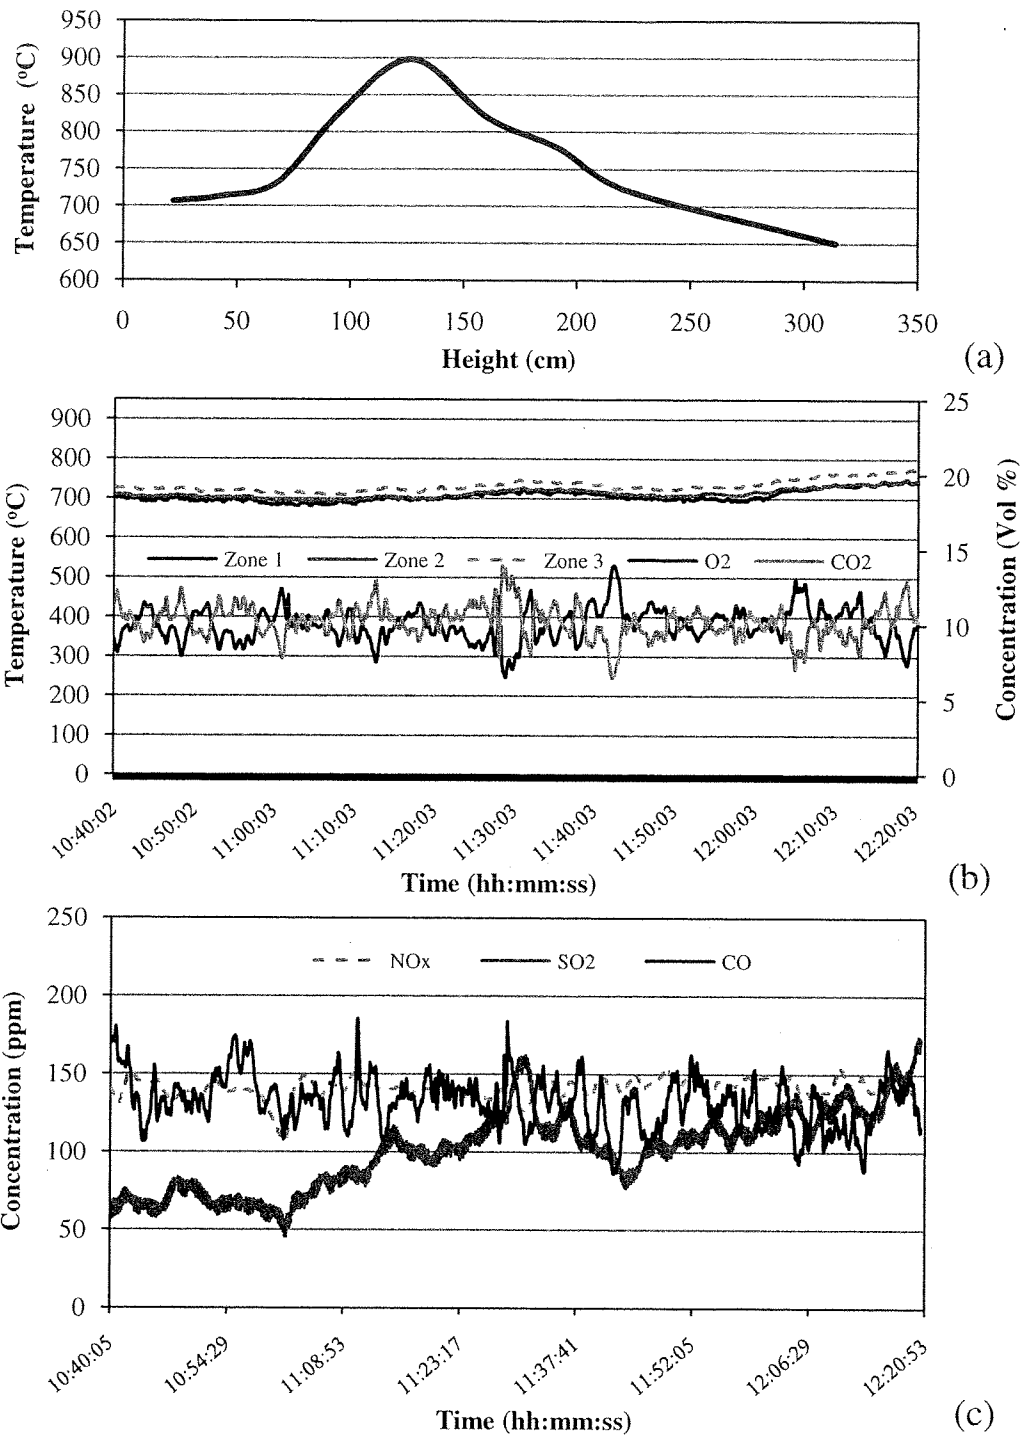 950
900
850
800
750
700
650
600
Temperature (ºC)
0 50 100 150 200 250 300 350
Height (cm)
(a)
900
800
700
600
500
400
300
200
100
0
Temperature (ºC)
25
20
15
10
5
0
Concentration (Vol %)
Zone 1 Zone 2 Zone 3 O2 CO2
10:40:02 10:50:02 11:00:03 11:10:03 11:20:03 11:30:03 11:40:03 11:50:03 12:00:03 12:10:03 12:20:03
Time (hh:mm:ss)
(b)
250
200
150
100
50
0
Concentration (ppm)
NOx SO2 CO
10:40:05 10:54:29 11:08:53 11:23:17 11:37:41 11:52:05 12:06:29 12:20:53
Time (hh:mm:ss)
(c)